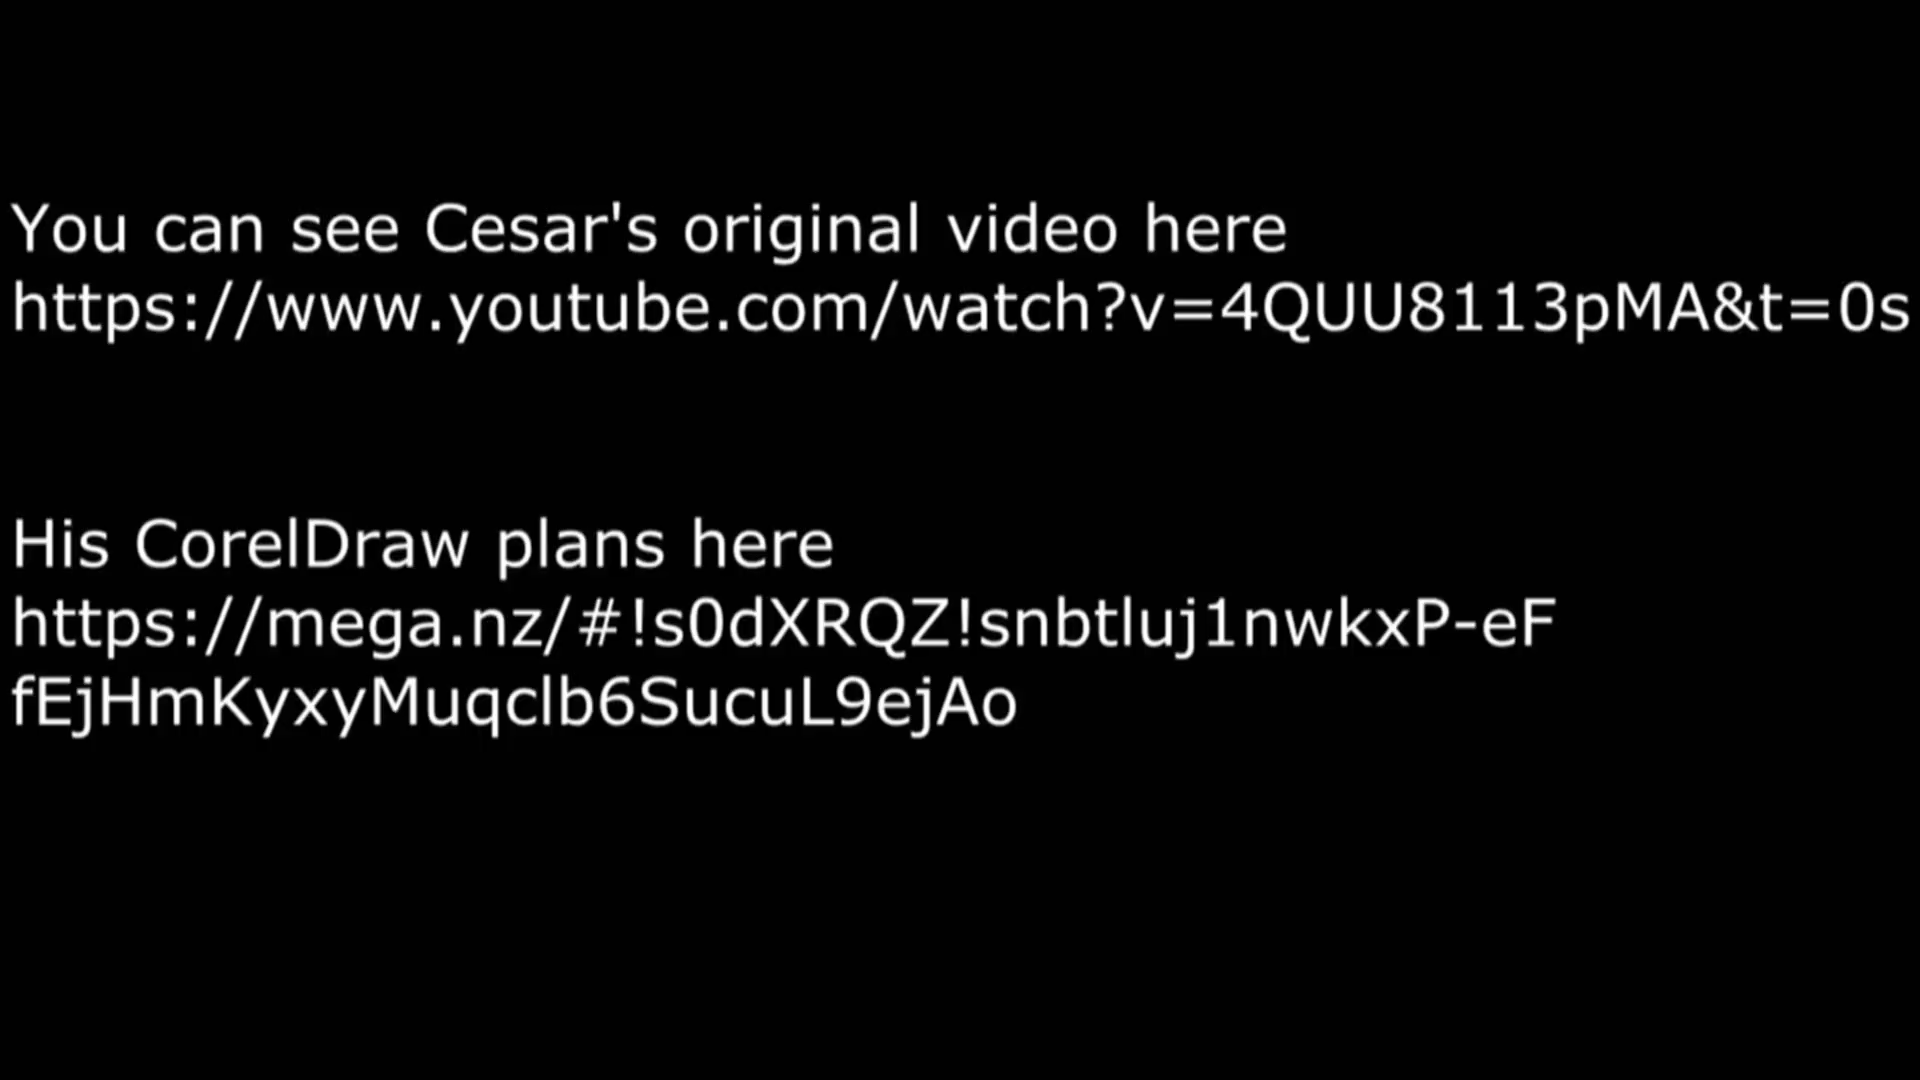 You can see Cesar's original video here
https://www.youtube.com/watch?v=4QUU8113pMA&t=0s
His CorelDraw plans here
https://mega.nz/#!s0dXRQZ!snbtluj1nwkxP-eF
fEjHmKyxyMuqclb6SucuL9ejAo